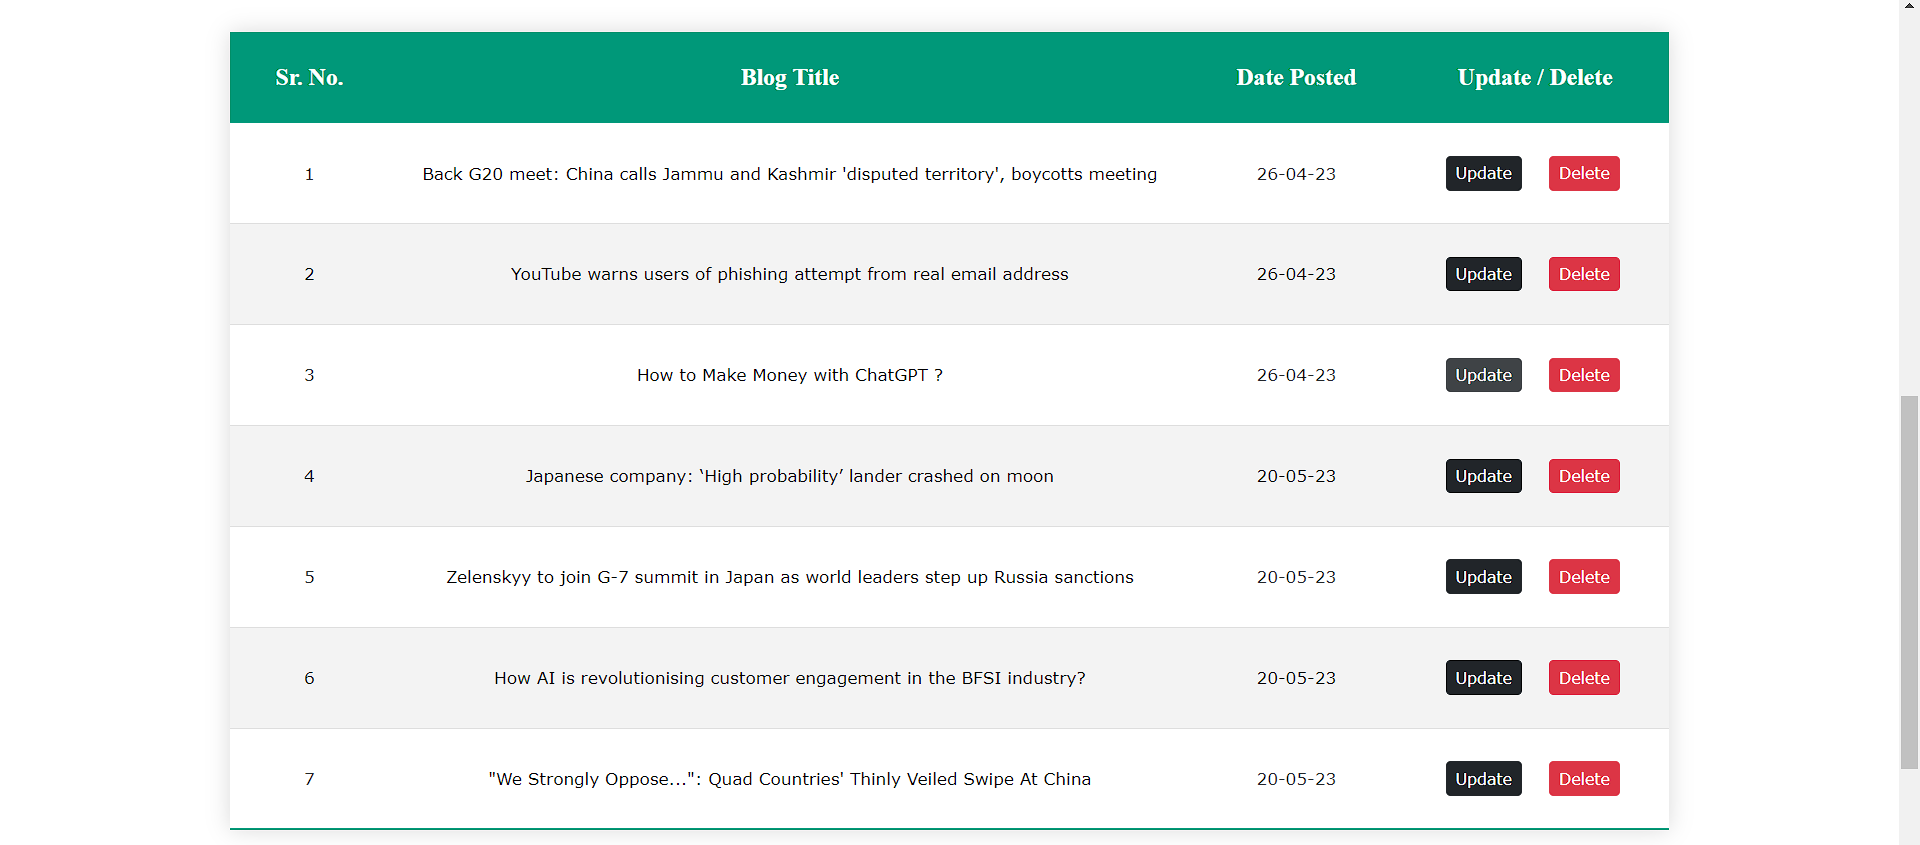 Sr. No. Blog Title Date Posted Update / Delete
1 Back G20 meet: China calls Jammu and Kashmir 'disputed territory', boycotts meeting 26-04-23 Update Delete
2 YouTube warns users of phishing attempt from real email address 26-04-23 Update Delete
3 How to Make Money with ChatGPT ? 26-04-23 Update Delete
4 Japanese company: ‘High probability’ lander crashed on moon 20-05-23 Update Delete
5 Zelenskyy to join G-7 summit in Japan as world leaders step up Russia sanctions 20-05-23 Update Delete
6 How AI is revolutionising customer engagement in the BFSI industry? 20-05-23 Update Delete
7 "We Strongly Oppose...": Quad Countries' Thinly Veiled Swipe At China 20-05-23 Update Delete